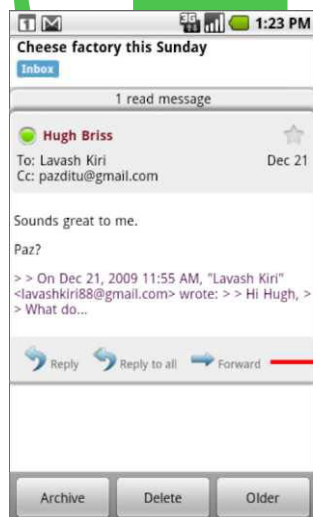 1 3G 1:23 PM
Cheese factory this Sunday
Inbox
1 read message
Hugh Briss
To: Lavash Kiri Dec 21
Cc: pazditu@gmail.com
Sounds great to me.
Paz?
> > On Dec 21, 2009 11:55 AM, "Lavash Kiri"
<lavashkiri88@gmail.com> wrote: > > Hi Hugh, >
> What do...
Reply Reply to all Forward
Archive Delete Older